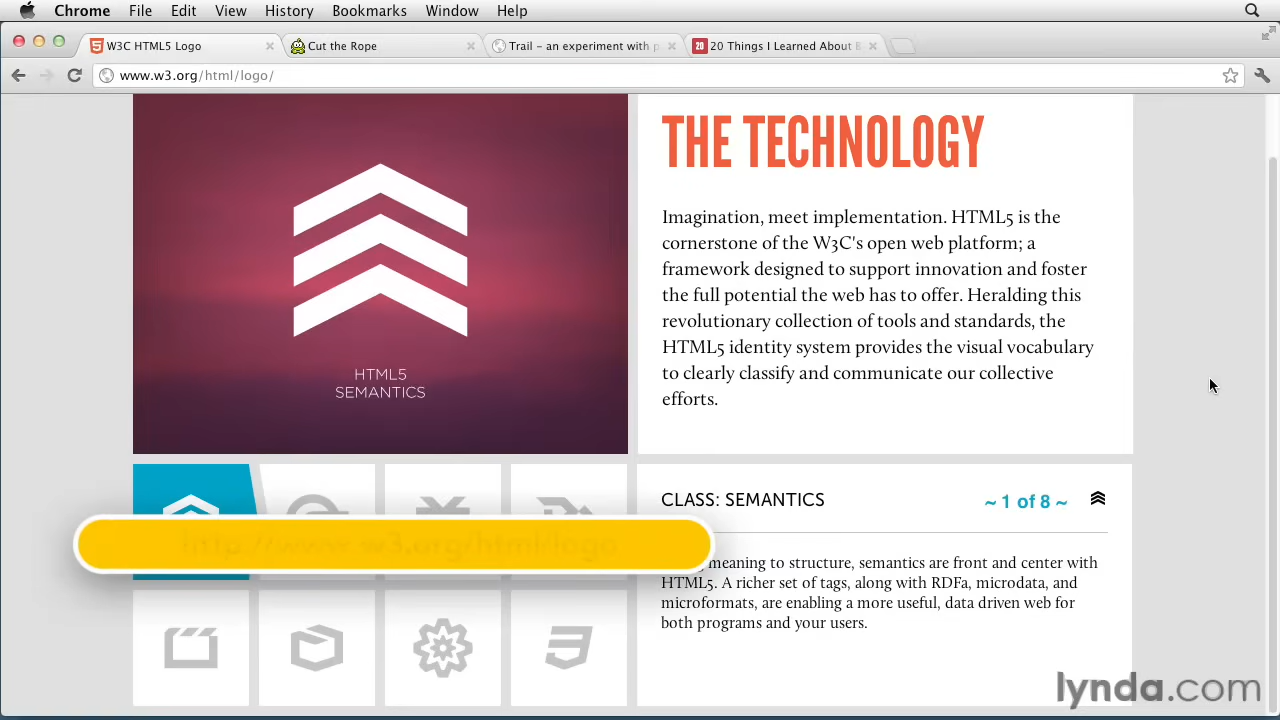 Chrome File Edit View History Bookmarks Window Help
W3C HTML5 Logo
Cut the Rope
Trail – an experiment with p
20 Things I Learned About B
www.w3.org/html/logo/
HTML5
SEMANTICS
THE TECHNOLOGY
Imagination, meet implementation. HTML5 is the
cornerstone of the W3C's open web platform; a
framework designed to support innovation and foster
the full potential the web has to offer. Heralding this
revolutionary collection of tools and standards, the
HTML5 identity system provides the visual vocabulary
to clearly classify and communicate our collective
efforts.
CLASS: SEMANTICS
~ 1 of 8 ~
http://www.w3.org/html/logo
meaning to structure, semantics are front and center with
HTML5. A richer set of tags, along with RDFa, microdata, and
microformats, are enabling a more useful, data driven web for
both programs and your users.
lynda.com